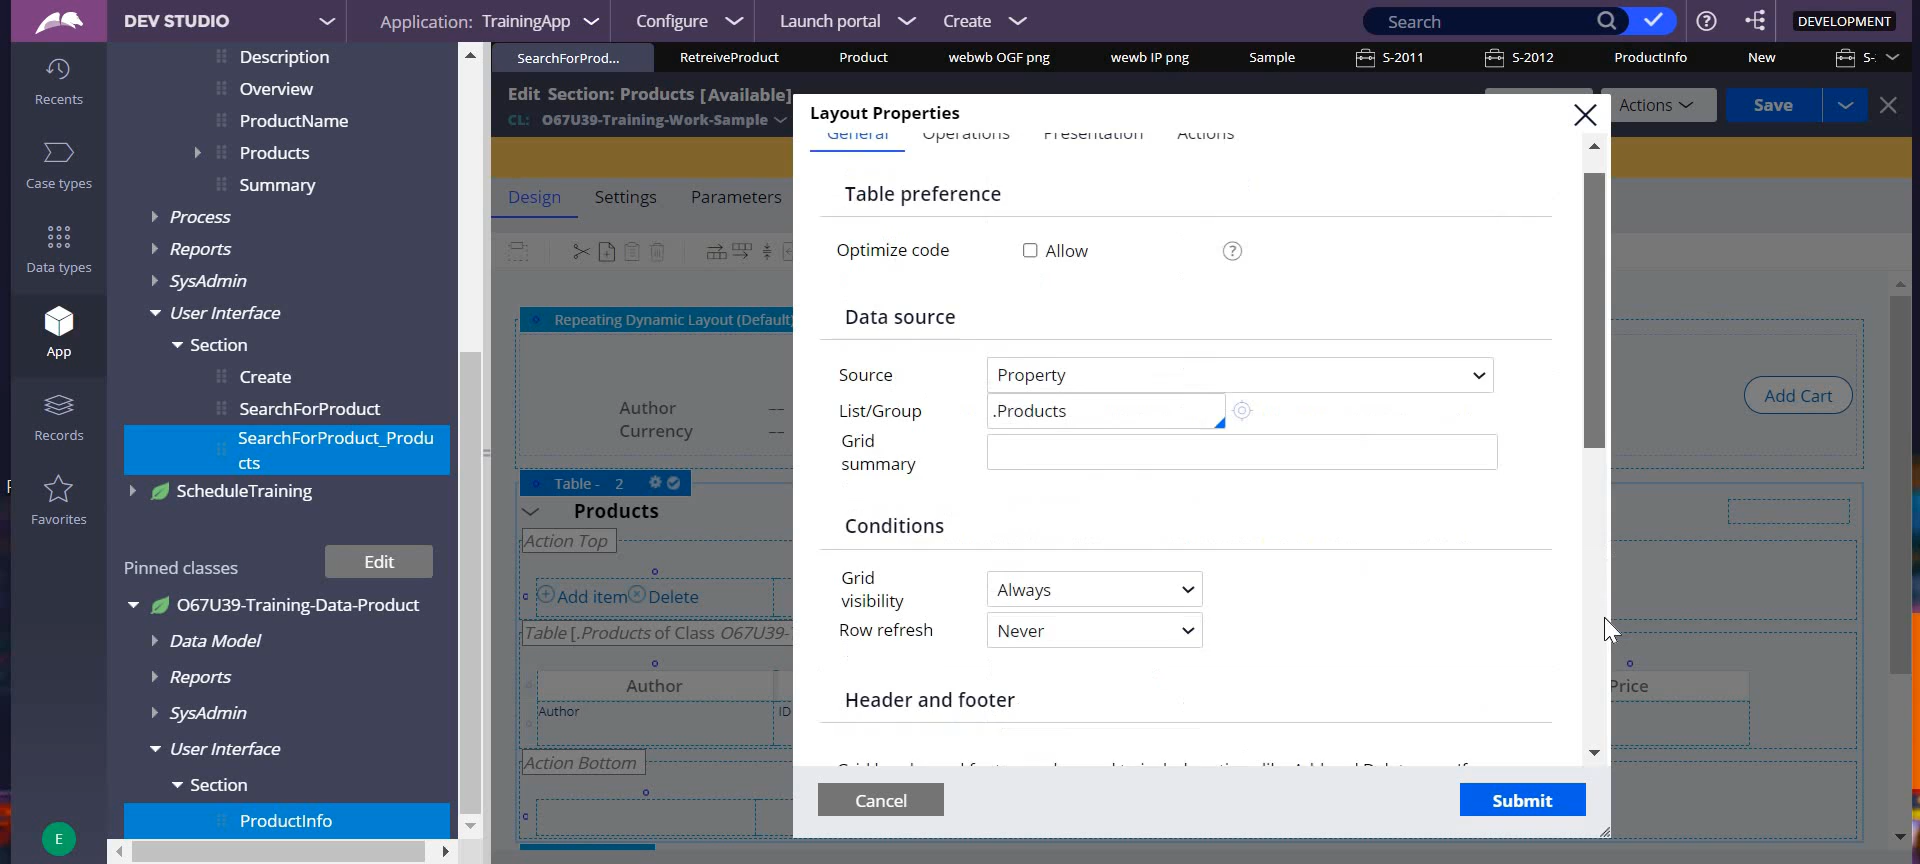 DEV STUDIO
Application: TrainingApp
Configure
Launch portal
Create
Search
DEVELOPMENT
Recents
Case types
Data types
App
Records
Favorites
E
Description
Overview
ProductName
Products
Summary
Process
Reports
SysAdmin
User Interface
Section
Create
SearchForProduct
SearchForProduct_Produ
cts
ScheduleTraining
Pinned classes
Edit
O67U39-Training-Data-Product
Data Model
Reports
SysAdmin
User Interface
Section
ProductInfo
SearchForProd...
RetreiveProduct
Product
webwb OGF png
wewb IP png
Sample
S-2011
S-2012
ProductInfo
New
S-
Edit Section: Products [Available]
CL: O67U39-Training-Work-Sample
Actions
Save
Design
Settings
Parameters
Repeating Dynamic Layout (Default)
Author --
Currency --
Add Cart
Table - 2
Products
Action Top
Add item
Delete
Table [.Products of Class O67U39-
Author
Price
Author
ID
Action Bottom
Layout Properties
General
Operations
Presentation
Actions
Table preference
Optimize code
Allow
Data source
Source
Property
List/Group
.Products
Grid
summary
Conditions
Grid
visibility
Always
Row refresh
Never
Header and footer
Cancel
Submit